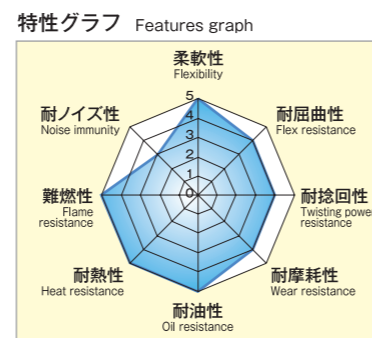 特性グラフ Features graph
柔軟性
Flexibility
5
4
3
2
1
0
耐ノイズ性
Noise immunity
耐屈曲性
Flex resistance
難燃性
Flame
resistance
耐捻回性
Twisting power
resistance
耐熱性
Heat resistance
耐摩耗性
Wear resistance
耐油性
Oil resistance